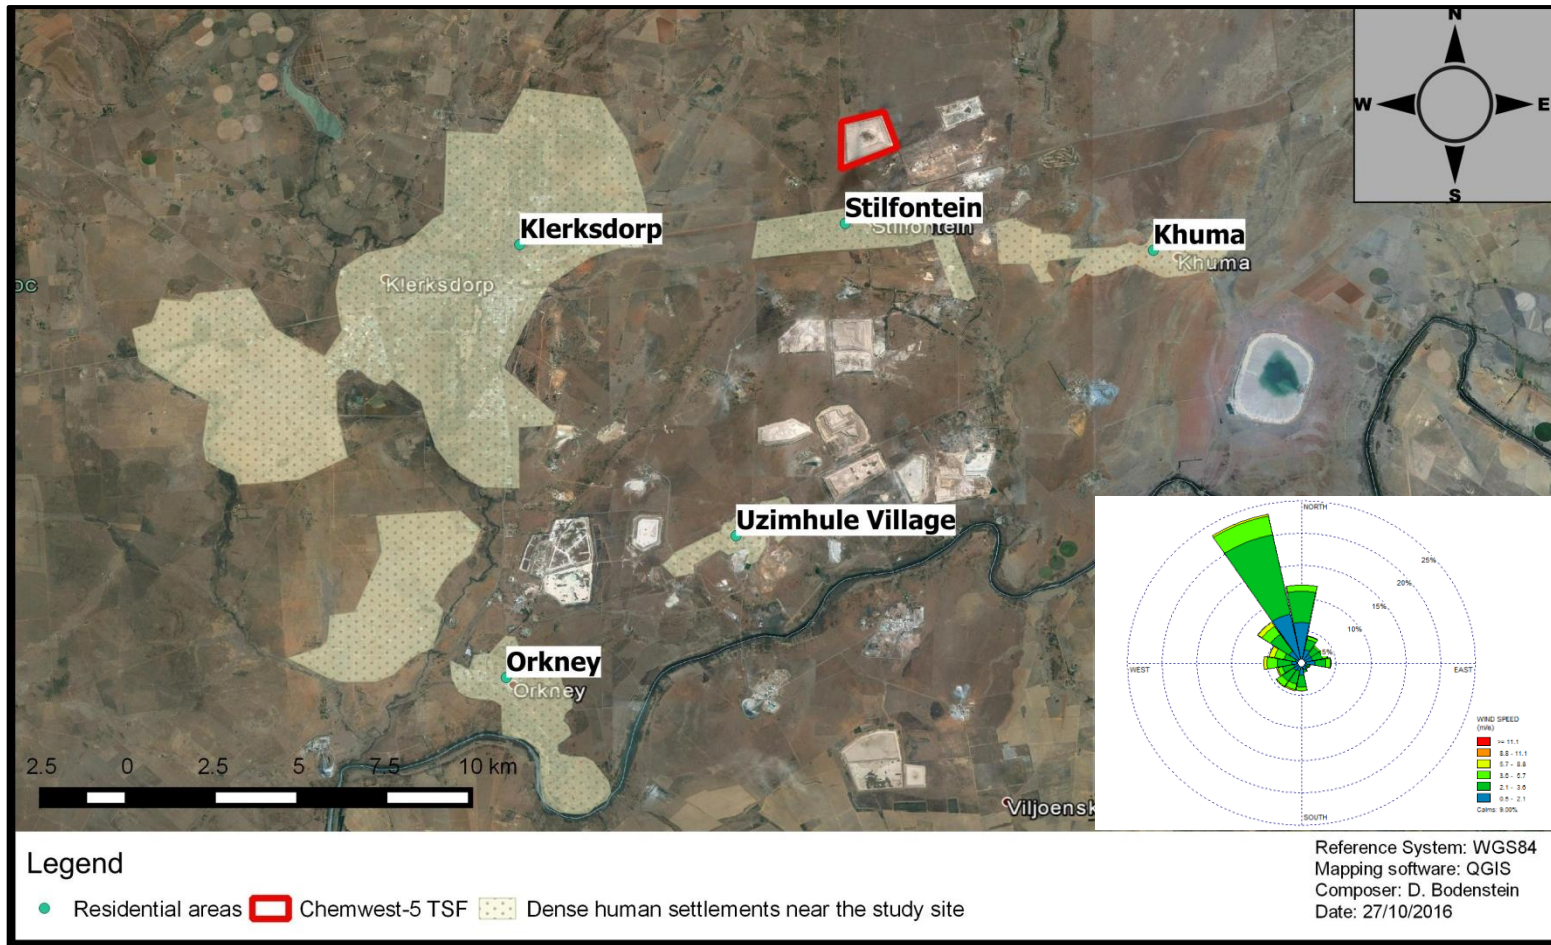 N
W
E
S
Stilfontein
Stilfontein
Klerksdorp
Khuma
Khuma
Klerksdorp
DC
Uzimhule Village
Orkney
Orkney
Viljoensk
2.5 0 2.5 5 7.5 10 km
NORTH
25%
20%
15%
10%
5%
WEST
EAST
SOUTH
WIND SPEED
(m/s)
>= 11.1
8.8 - 11.1
5.7 - 8.8
3.6 - 5.7
2.1 - 3.6
0.5 - 2.1
Calms: 9.00%
Legend
Residential areas Chemwest-5 TSF Dense human settlements near the study site
Reference System: WGS84
Mapping software: QGIS
Composer: D. Bodenstein
Date: 27/10/2016